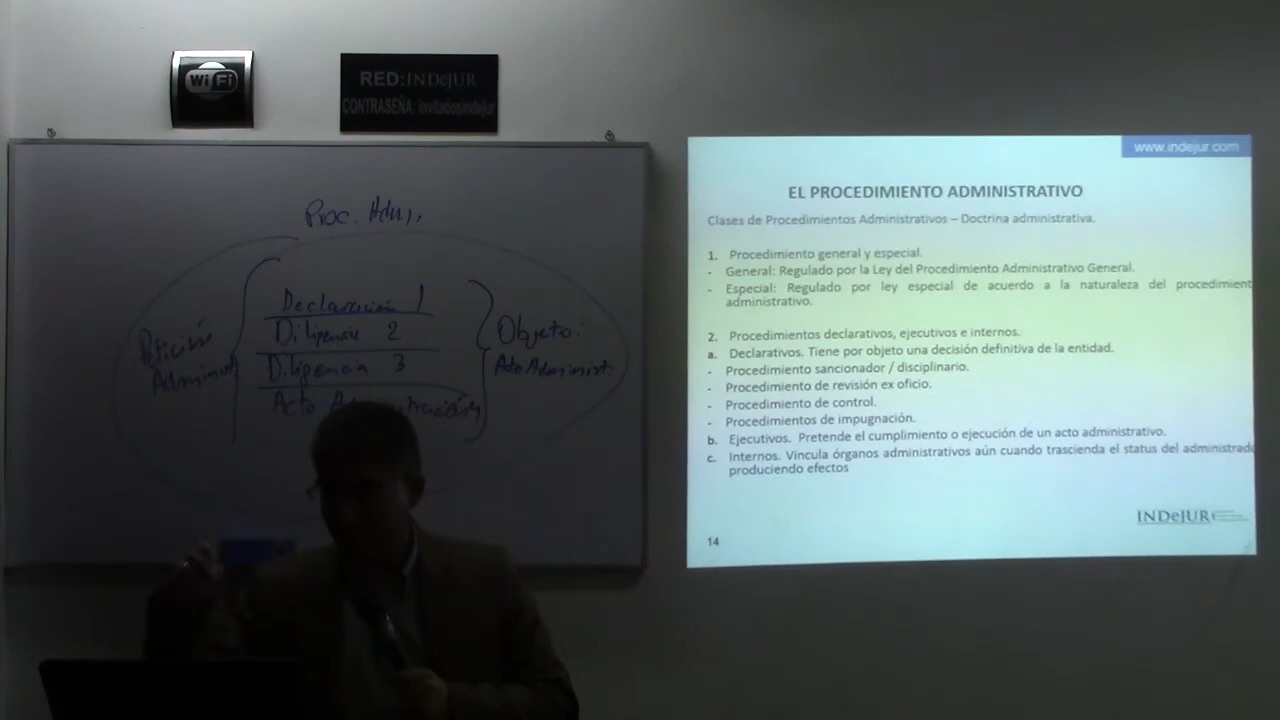 WiFi
RED:INDeJUR
CONTRASEÑA: invitadosindejur
Proc. Adm,
Declaración 1
Diligencia 2
Diligencia 3
Acto
Petición
Administ.
Objeto:
Acto Administ.
www.indejur.com
EL PROCEDIMIENTO ADMINISTRATIVO
Clases de Procedimientos Administrativos – Doctrina administrativa.
1. Procedimiento general y especial.
- General: Regulado por la Ley del Procedimiento Administrativo General.
- Especial: Regulado por ley especial de acuerdo a la naturaleza del procedimient
administrativo.
2. Procedimientos declarativos, ejecutivos e internos.
a. Declarativos. Tiene por objeto una decisión definitiva de la entidad.
- Procedimiento sancionador / disciplinario.
- Procedimiento de revisión ex oficio.
- Procedimiento de control.
- Procedimientos de impugnación.
b. Ejecutivos. Pretende el cumplimiento o ejecución de un acto administrativo.
c. Internos. Vincula órganos administrativos aún cuando trascienda el status del administrado
produciendo efectos
INDeJUR
14